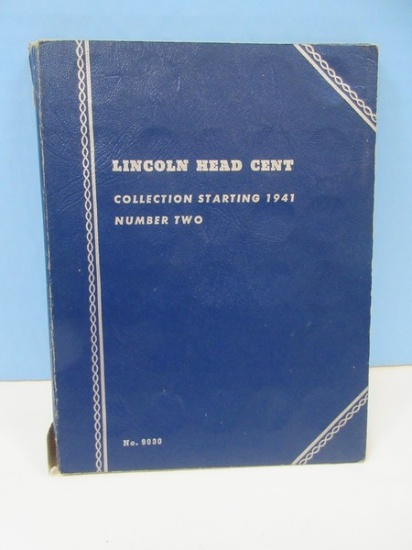 LINCOLN HEAD CENT
COLLECTION STARTING 1941
NUMBER TWO
No. 9030